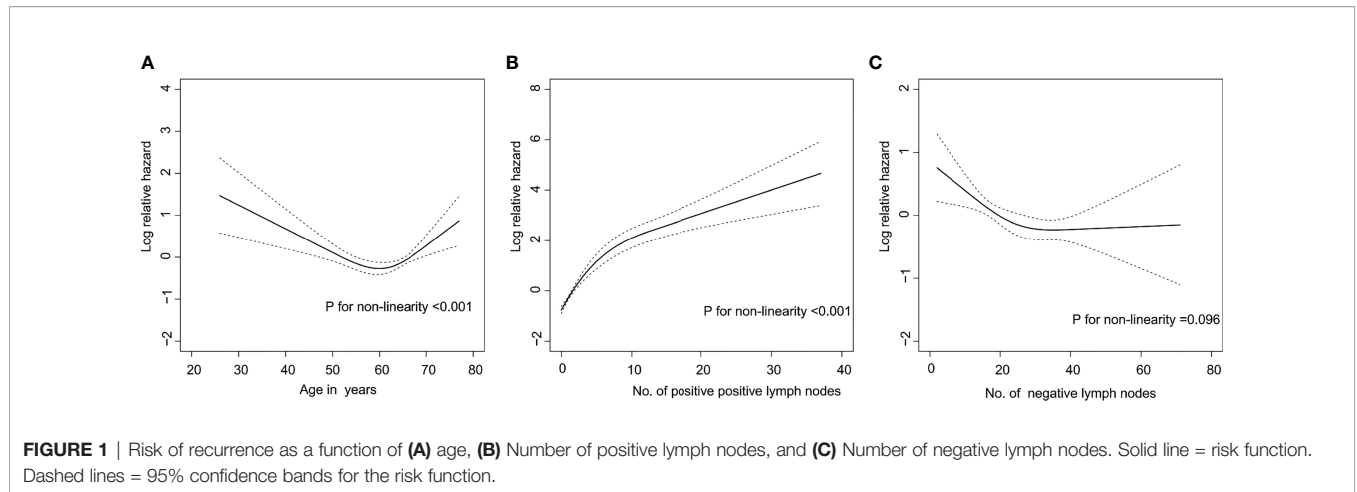 A
Log relative hazard
4
3
2
1
0
−1
−2
P for non-linearity <0.001
20 30 40 50 60 70 80
Age in years
B
Log relative hazard
8
6
4
2
0
−2
P for non-linearity <0.001
0 10 20 30 40
No. of positive positive lymph nodes
C
Log relative hazard
2
1
0
−1
−2
P for non-linearity =0.096
0 20 40 60 80
No. of negative lymph nodes
FIGURE 1 | Risk of recurrence as a function of (A) age, (B) Number of positive lymph nodes, and (C) Number of negative lymph nodes. Solid line = risk function.
Dashed lines = 95% confidence bands for the risk function.